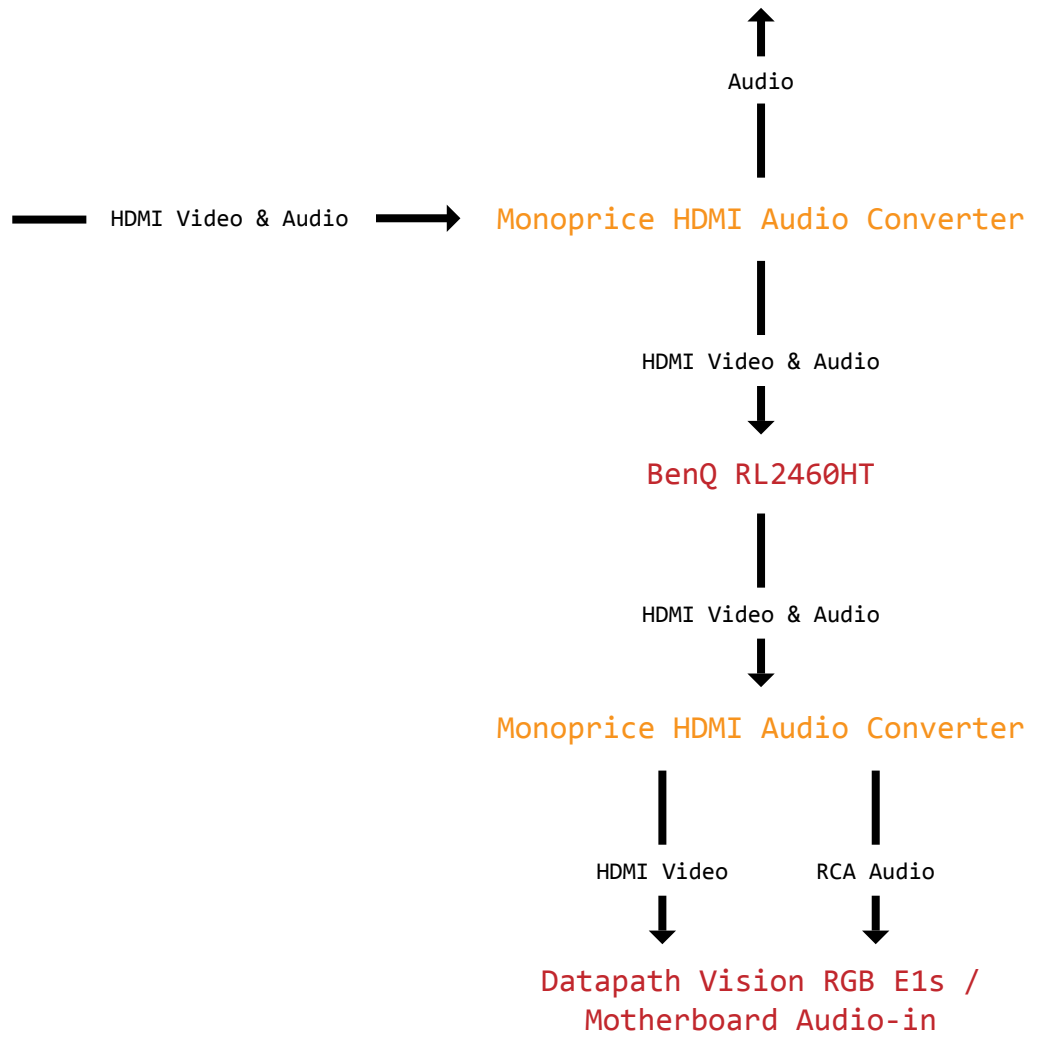 Audio
HDMI Video & Audio
Monoprice HDMI Audio Converter
HDMI Video & Audio
BenQ RL2460HT
HDMI Video & Audio
Monoprice HDMI Audio Converter
HDMI Video
RCA Audio
Datapath Vision RGB E1s /
Motherboard Audio-in